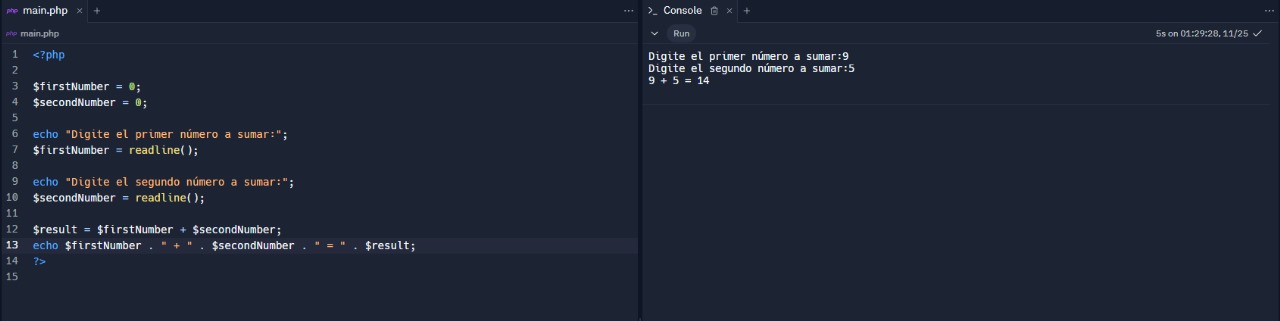 php main.php × +
php main.php
1 <?php
2
3 $firstNumber = 0;
4 $secondNumber = 0;
5
6 echo "Digite el primer número a sumar:";
7 $firstNumber = readline();
8
9 echo "Digite el segundo número a sumar:";
10 $secondNumber = readline();
11
12 $result = $firstNumber + $secondNumber;
13 echo $firstNumber . " + " . $secondNumber . " = " . $result;
14 ?>
15
>_ Console × +
Run 5s on 01:29:28, 11/25 ✓
Digite el primer número a sumar:9
Digite el segundo número a sumar:5
9 + 5 = 14